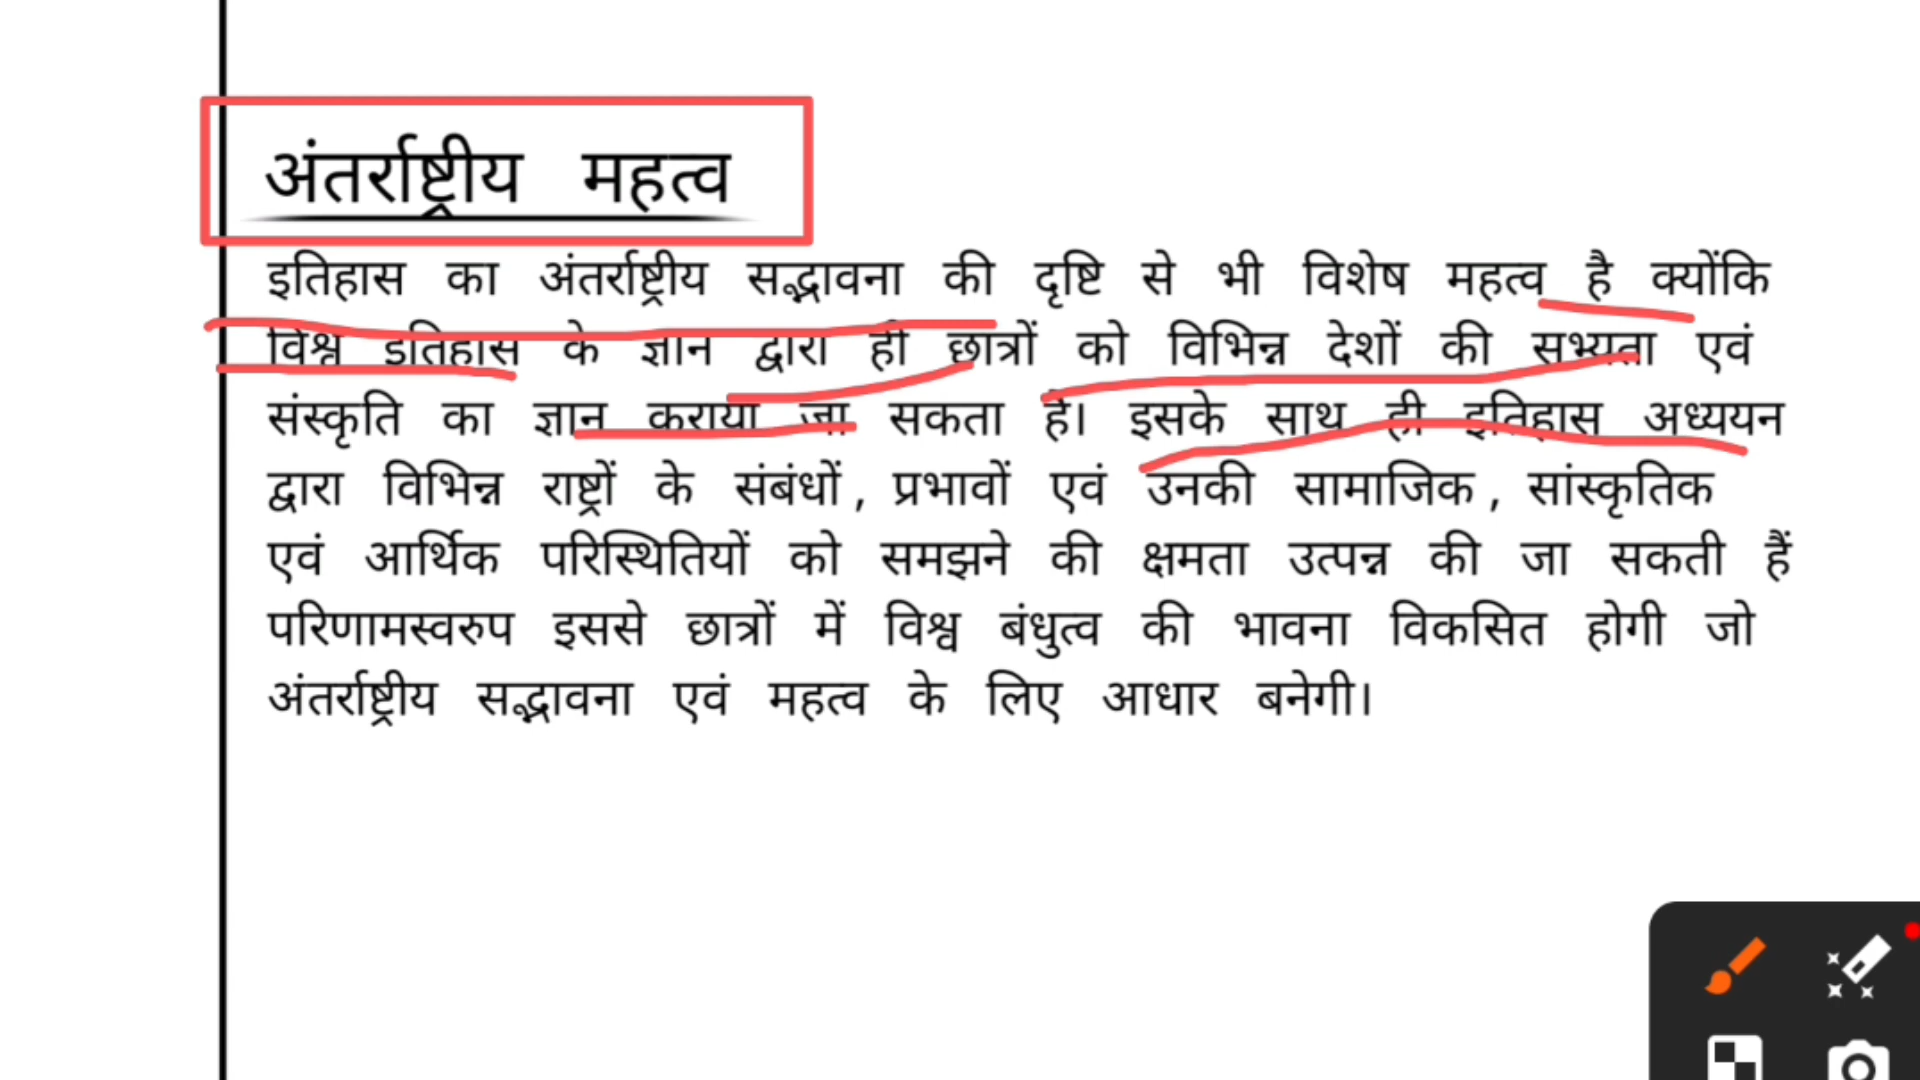 अंतर्राष्ट्रीय महत्व
इतिहास का अंतर्राष्ट्रीय सद्भावना की दृष्टि से भी विशेष महत्व है क्योंकि
विश्व इतिहास के ज्ञान द्वारा ही छात्रों को विभिन्न देशों की सभ्यता एवं
संस्कृति का ज्ञान कराया जा सकता है। इसके साथ ही इतिहास अध्ययन
द्वारा विभिन्न राष्ट्रों के संबंधों, प्रभावों एवं उनकी सामाजिक, सांस्कृतिक
एवं आर्थिक परिस्थितियों को समझने की क्षमता उत्पन्न की जा सकती हैं
परिणामस्वरुप इससे छात्रों में विश्व बंधुत्व की भावना विकसित होगी जो
अंतर्राष्ट्रीय सद्भावना एवं महत्व के लिए आधार बनेगी।